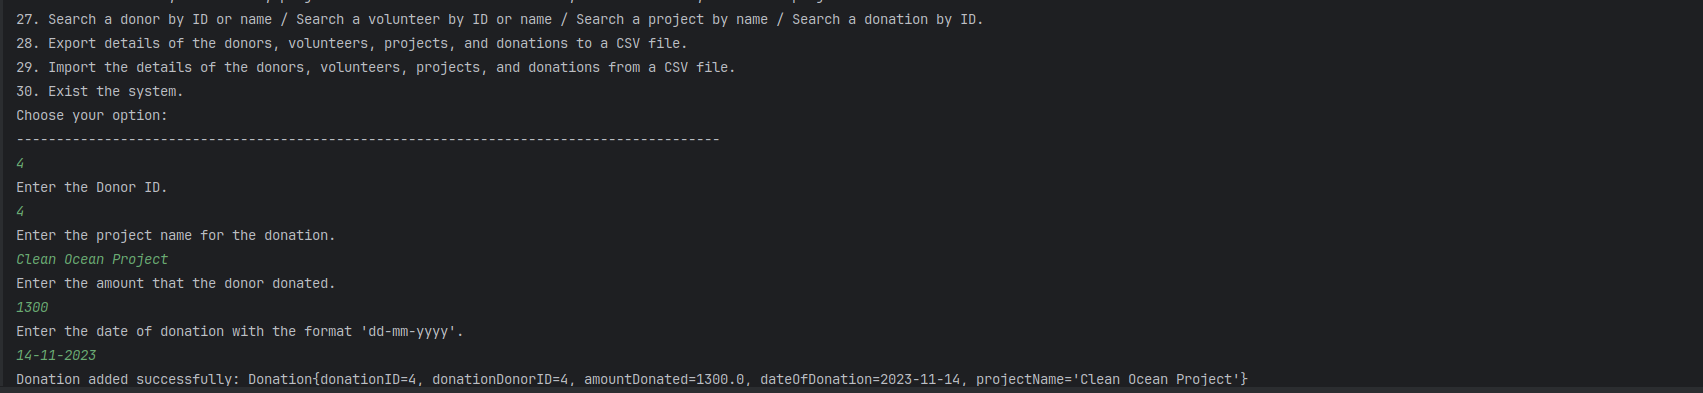 27. Search a donor by ID or name / Search a volunteer by ID or name / Search a project by name / Search a donation by ID.
28. Export details of the donors, volunteers, projects, and donations to a CSV file.
29. Import the details of the donors, volunteers, projects, and donations from a CSV file.
30. Exist the system.
Choose your option:
----------------------------------------------------------------------------------------
4
Enter the Donor ID.
4
Enter the project name for the donation.
Clean Ocean Project
Enter the amount that the donor donated.
1300
Enter the date of donation with the format 'dd-mm-yyyy'.
14-11-2023
Donation added successfully: Donation{donationID=4, donationDonorID=4, amountDonated=1300.0, dateOfDonation=2023-11-14, projectName='Clean Ocean Project'}